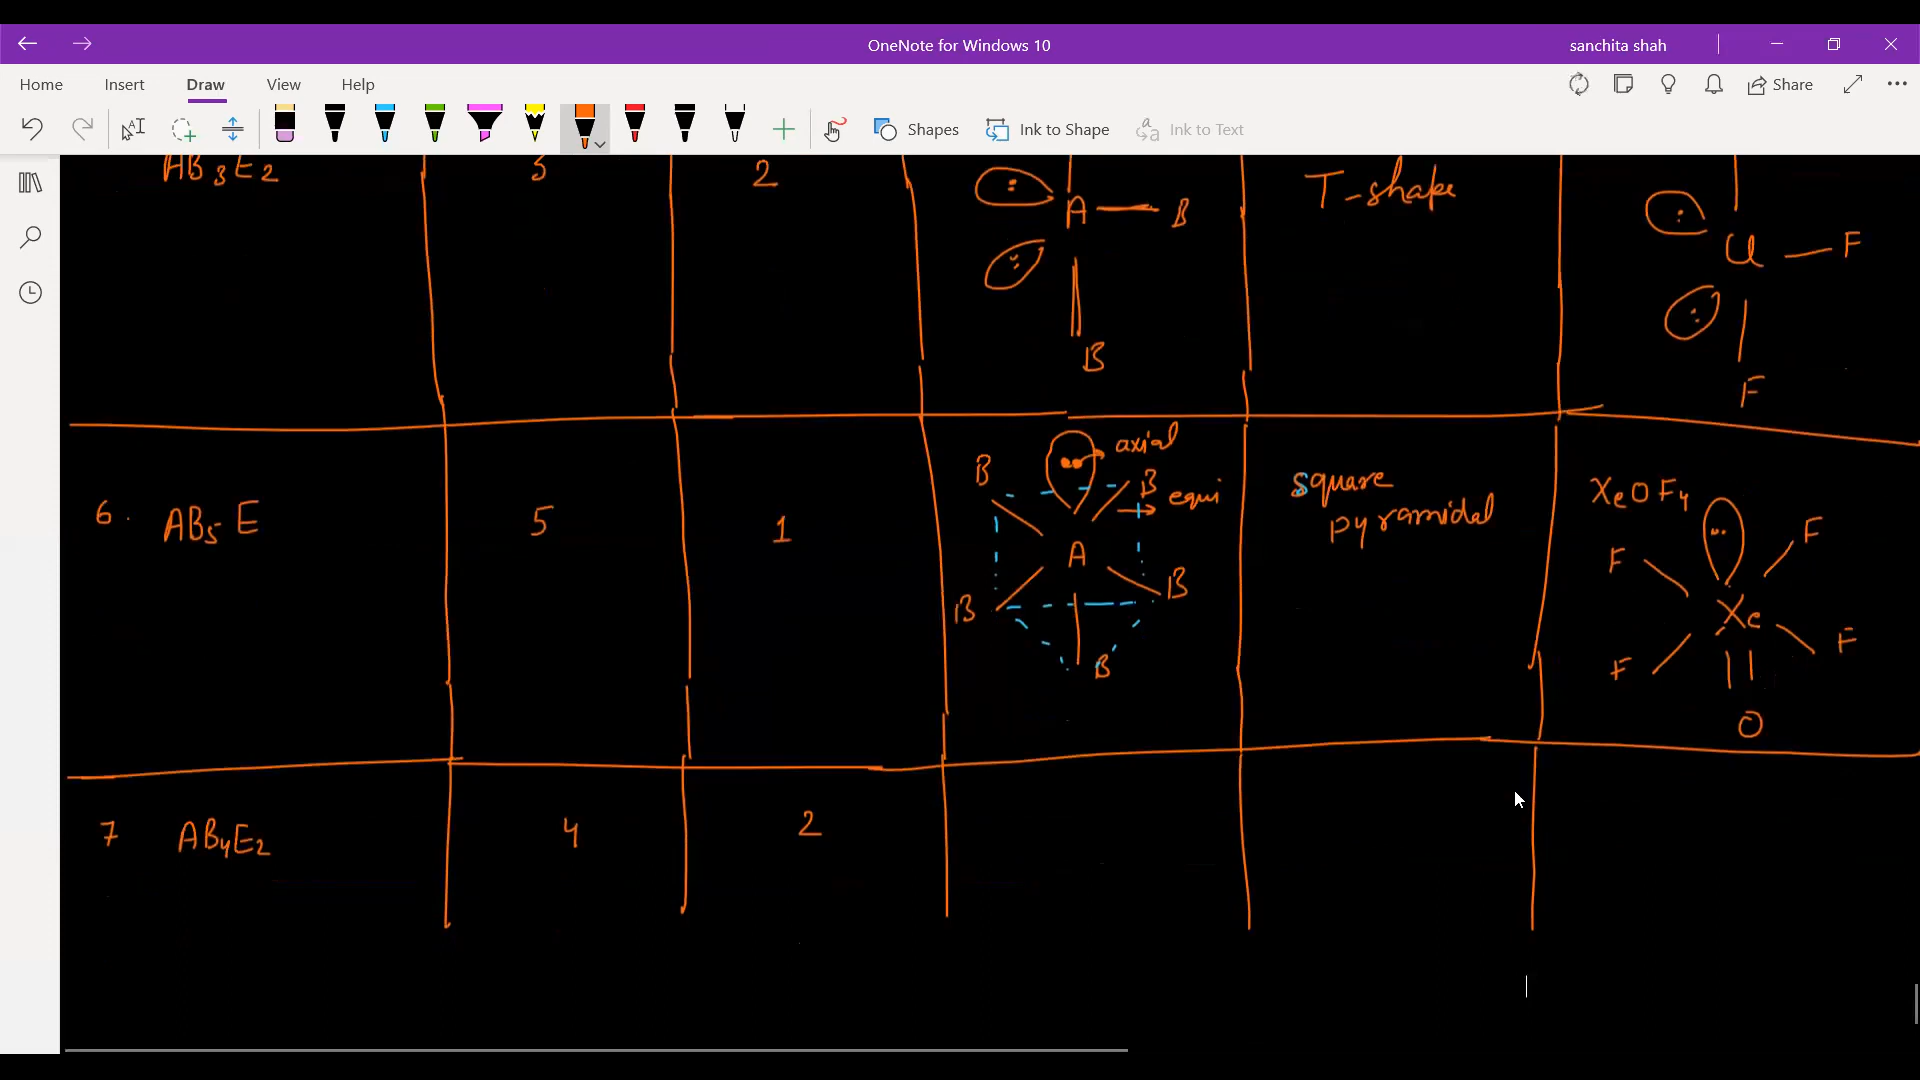 OneNote for Windows 10
sanchita shah
Home Insert Draw View Help
Share
Shapes
Ink to Shape
Ink to Text
AB3E2 3 2
A — B
B
T-shape
Cl — F
F
6. AB5E 5 1
axial
B
B
equi
A
B
B
B
square
pyramidal
XeOF4
F
F
Xe
F
F
O
7 AB4E2 4 2